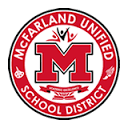 McFARLAND UNIFIED
M
SCHOOL DISTRICT